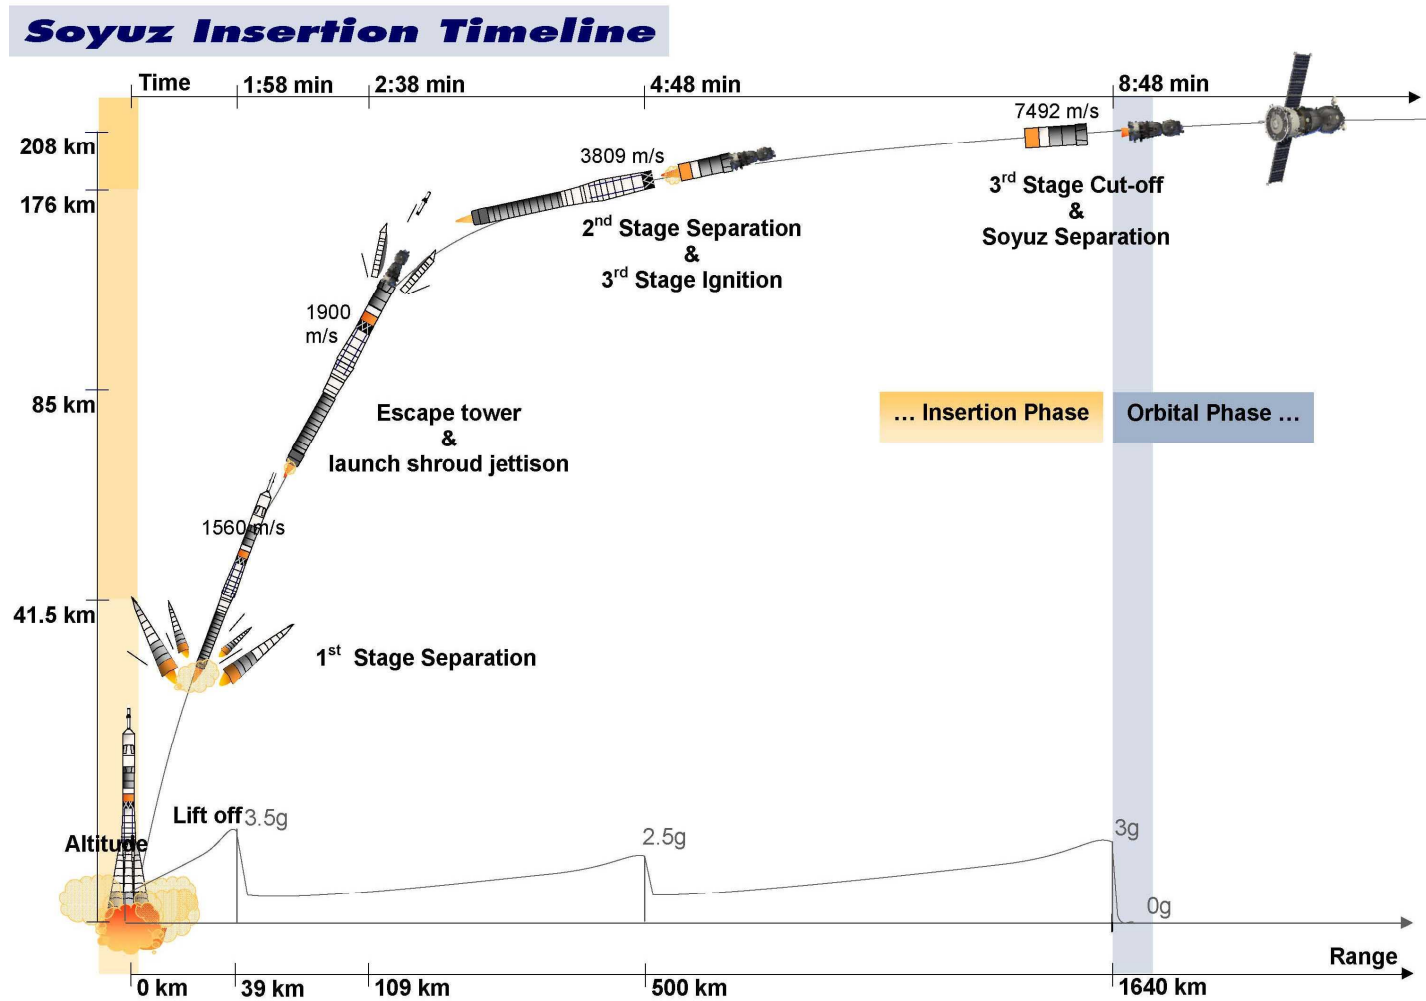 Soyuz Insertion Timeline
Time
1:58 min
2:38 min
4:48 min
8:48 min
208 km
176 km
85 km
41.5 km
Altitude
7492 m/s
3809 m/s
1900
m/s
1560 m/s
3rd Stage Cut-off
&
Soyuz Separation
2nd Stage Separation
&
3rd Stage Ignition
... Insertion Phase
Orbital Phase ...
Escape tower
&
launch shroud jettison
1st Stage Separation
Lift off
3.5g
2.5g
3g
0g
Range
0 km
39 km
109 km
500 km
1640 km